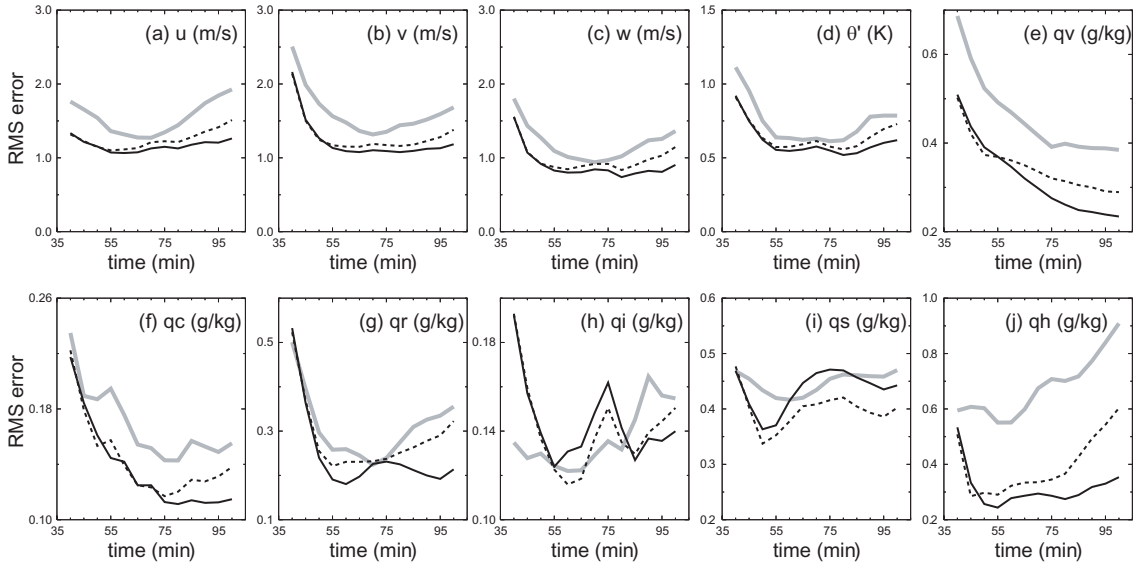 (a) u (m/s)
(b) v (m/s)
(c) w (m/s)
(d) θ' (K)
(e) qv (g/kg)
RMS error
3.0
2.0
1.0
0.0
35 55 75 95
time (min)
3.0
2.0
1.0
0.0
35 55 75 95
time (min)
3.0
2.0
1.0
0.0
35 55 75 95
time (min)
1.5
1.0
0.5
0.0
35 55 75 95
time (min)
0.6
0.4
0.2
35 55 75 95
time (min)
(f) qc (g/kg)
(g) qr (g/kg)
(h) qi (g/kg)
(i) qs (g/kg)
(j) qh (g/kg)
RMS error
0.26
0.18
0.10
35 55 75 95
time (min)
0.5
0.3
0.1
35 55 75 95
time (min)
0.18
0.14
0.10
35 55 75 95
time (min)
0.6
0.5
0.4
0.3
0.2
35 55 75 95
time (min)
1.0
0.8
0.6
0.4
0.2
35 55 75 95
time (min)